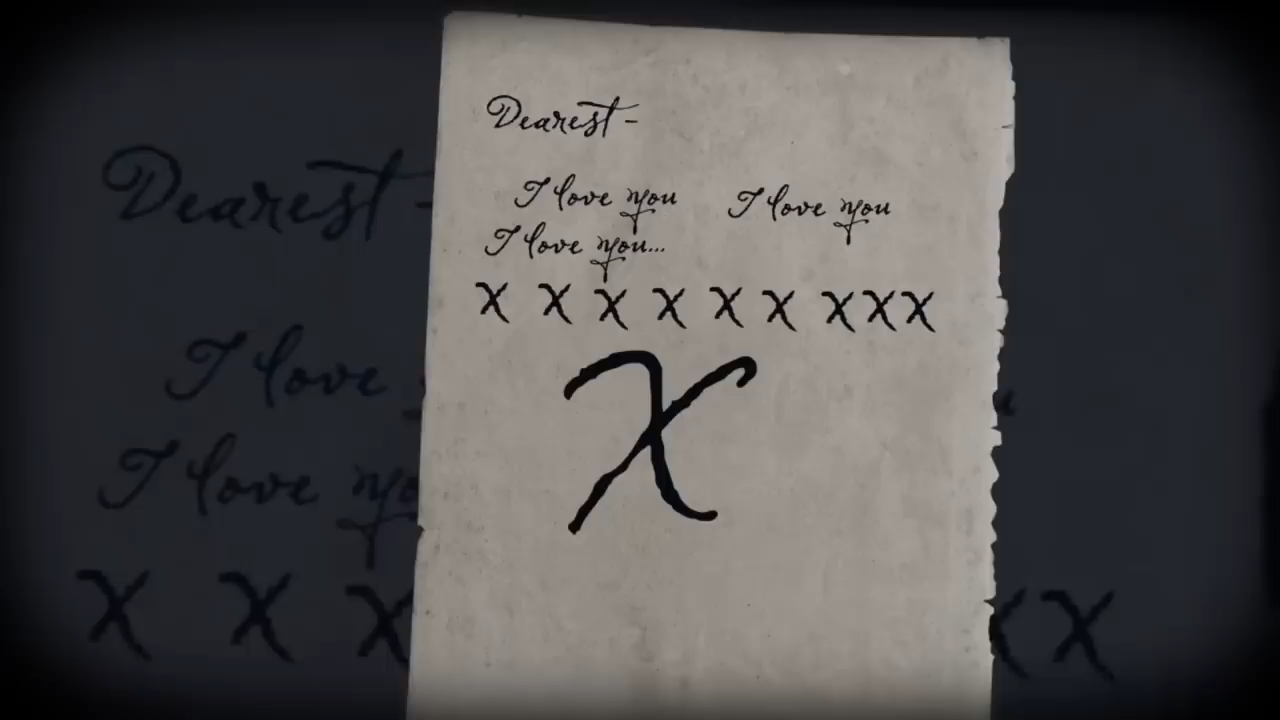 Dearest-
I love you I love you
I love you...
X X X X X X X X X
X